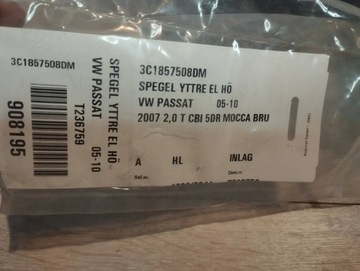 3C1857508DM
SPEGEL YTTRE EL HÖ
VW PASSAT 05-10
2007 2,0 T CBI 5DR MOCCA BRU
A HL INLAG
3C1857508DM
SPEGEL YTTRE EL HÖ
VW PASSAT 05-10
T236759
908195